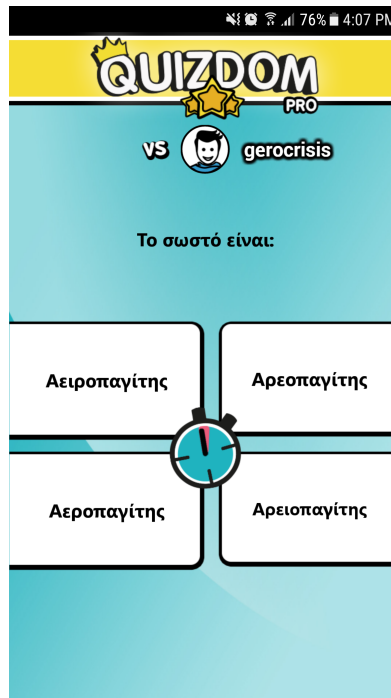 76% 4:07 PM
QUIZDOM
PRO
VS gerocrisis
Το σωστό είναι:
Αειροπαγίτης
Αρεοπαγίτης
Αεροπαγίτης
Αρειοπαγίτης